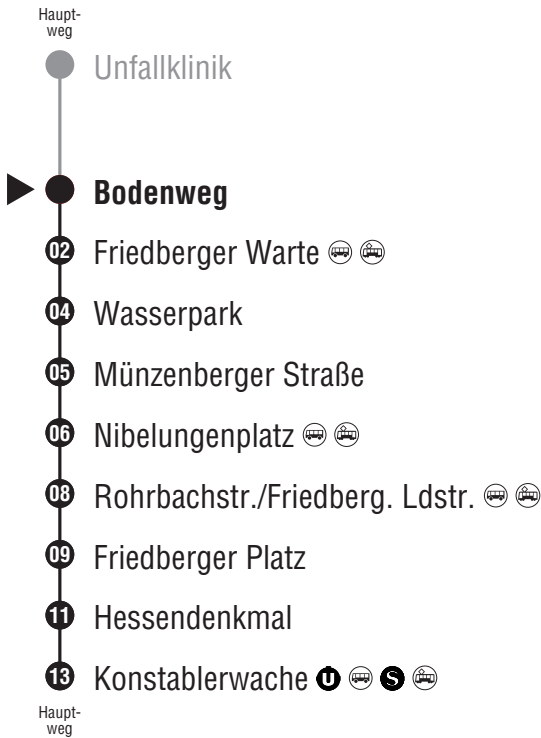 Haupt-
weg
Unfallklinik
Bodenweg
02 Friedberger Warte
04 Wasserpark
05 Münzenberger Straße
06 Nibelungenplatz
08 Rohrbachstr./Friedberg. Ldstr.
09 Friedberger Platz
11 Hessendenkmal
13 Konstablerwache U S
Haupt-
weg